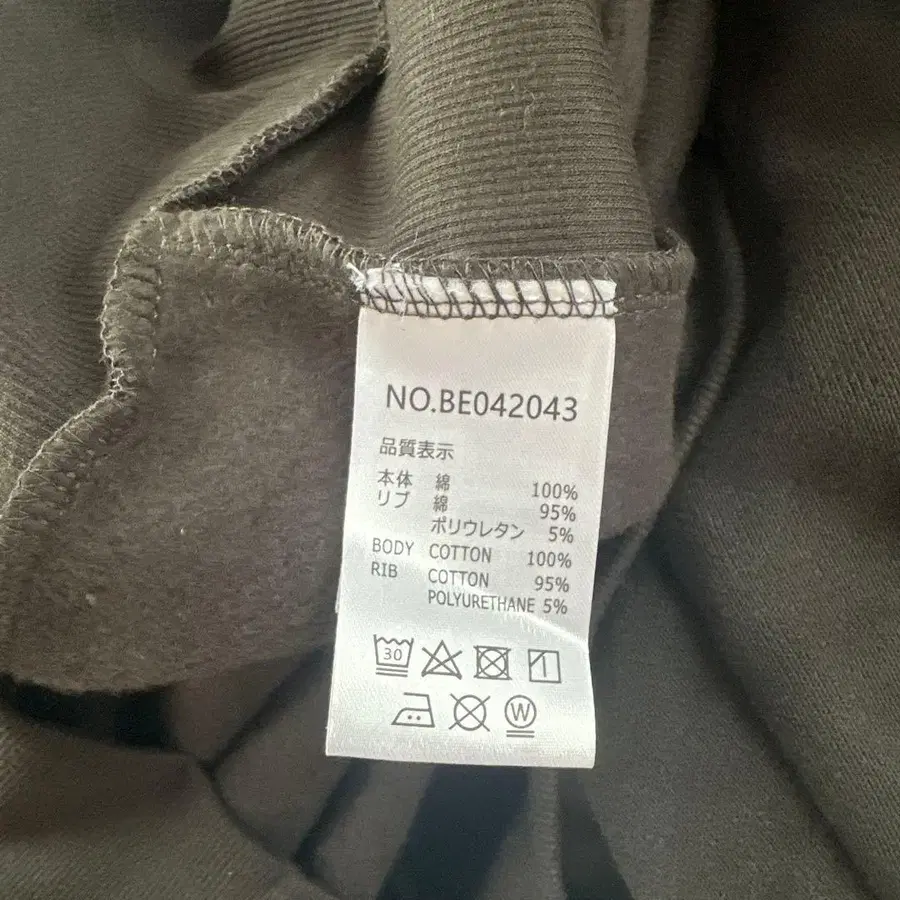 NO.BE042043
品質表示
本体 綿 100%
リブ 綿 95%
ポリウレタン 5%
BODY COTTON 100%
RIB COTTON 95%
POLYURETHANE 5%
30
W